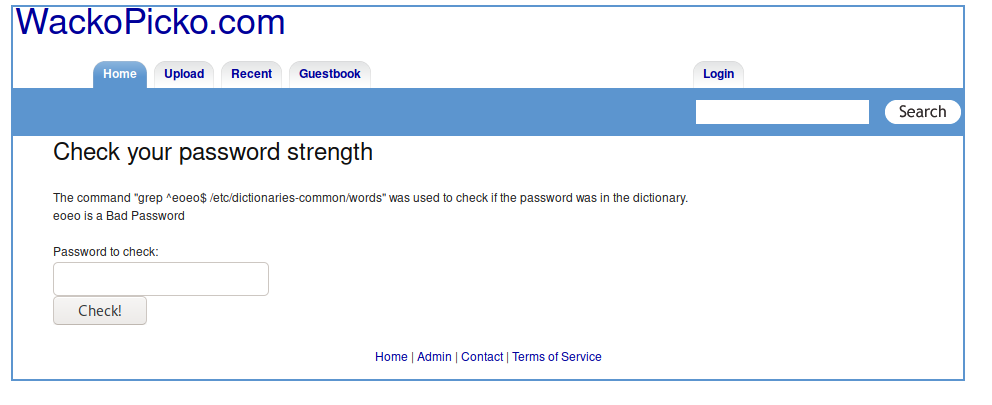 WackoPicko.com
Home Upload Recent Guestbook Login
Search
Check your password strength
The command "grep ^eoeo$ /etc/dictionaries-common/words" was used to check if the password was in the dictionary.
eoeo is a Bad Password
Password to check:
Check!
Home | Admin | Contact | Terms of Service